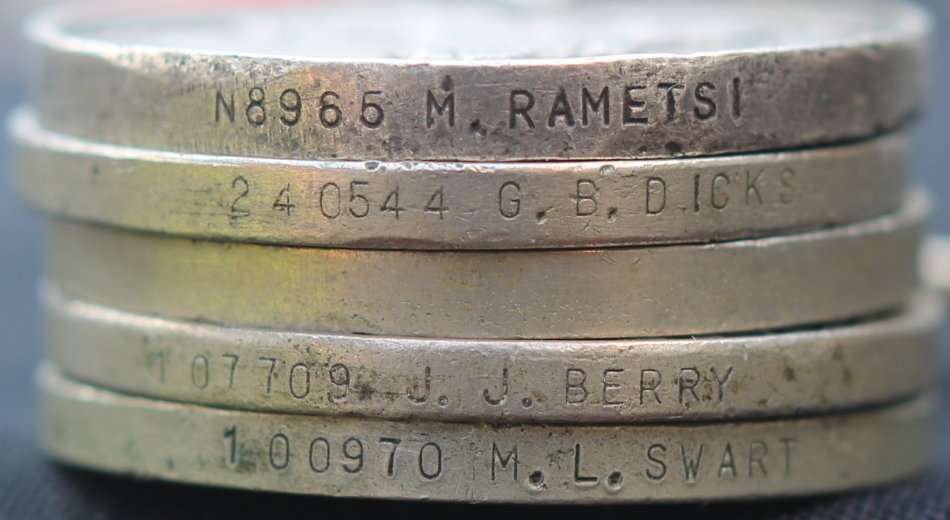 N8965 M. RAMETSI
240544 G. B. DICKS
107709 J. J. BERRY
100970 M. L. SWART